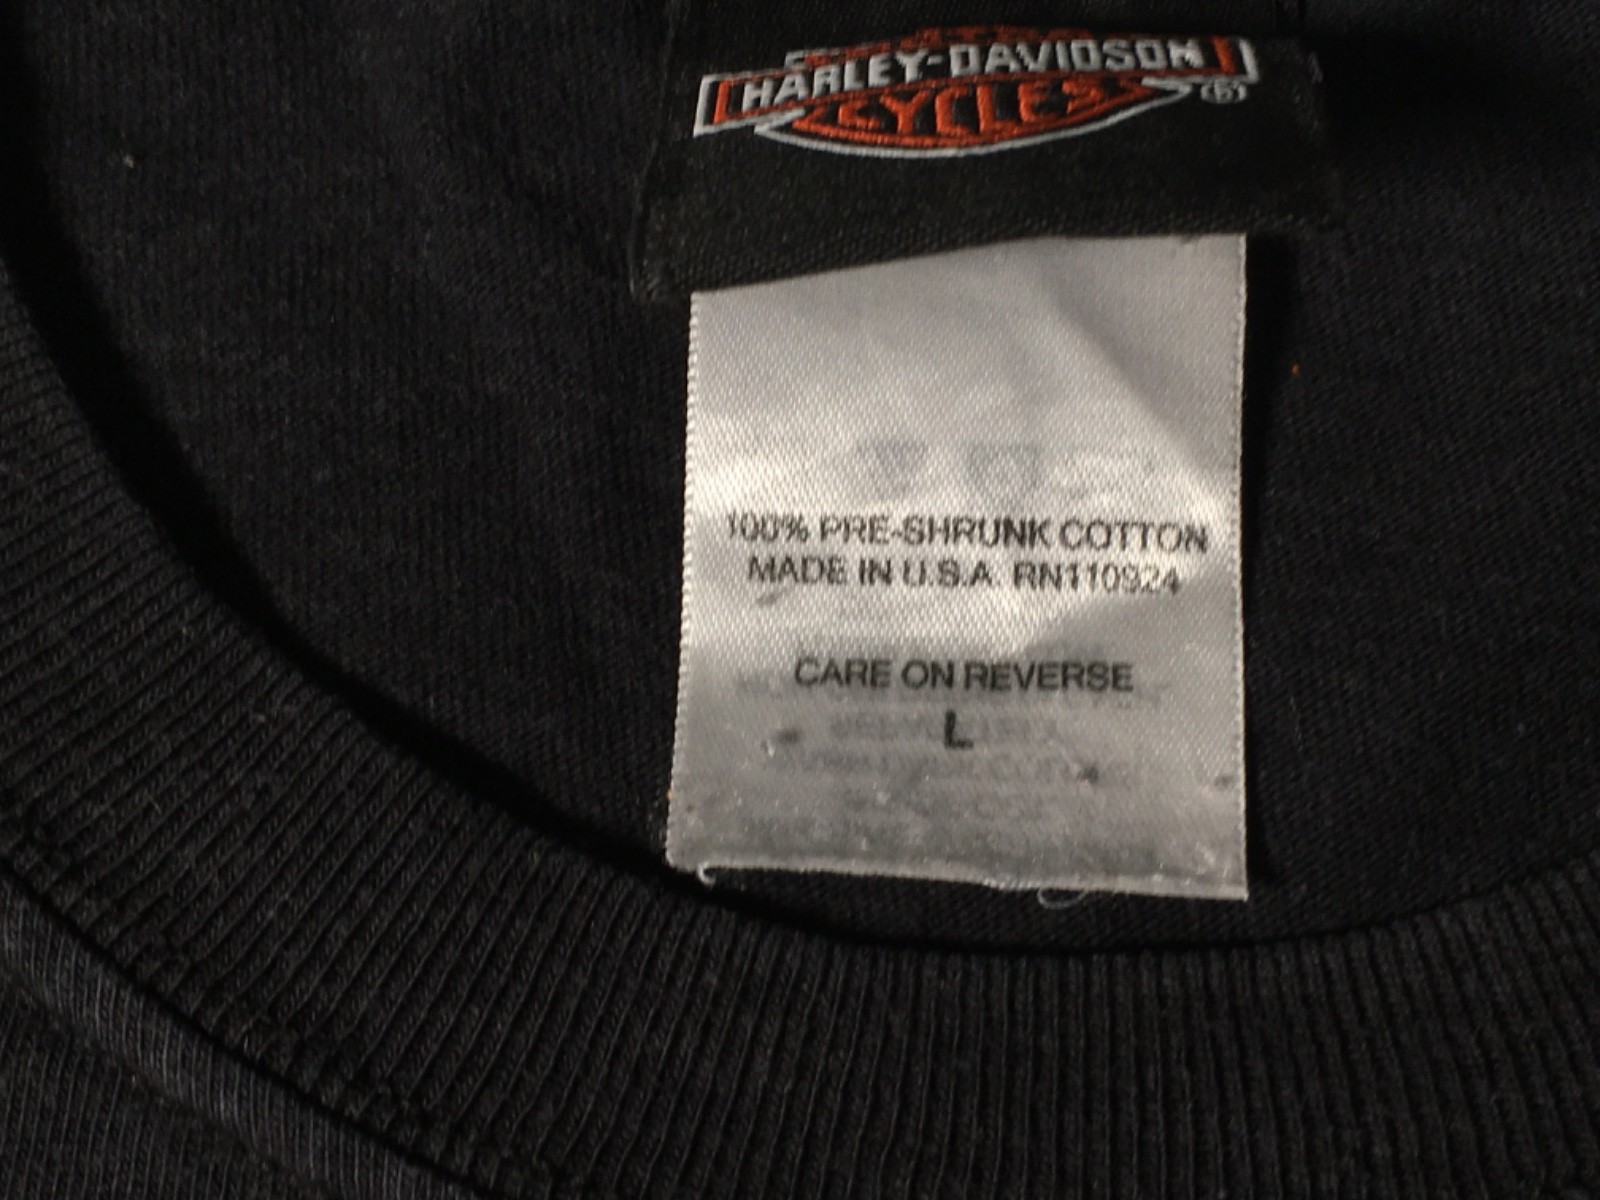 HARLEY-DAVIDSON
CYCLES
®
100% PRE-SHRUNK COTTON
MADE IN U.S.A. RN110924
CARE ON REVERSE
L